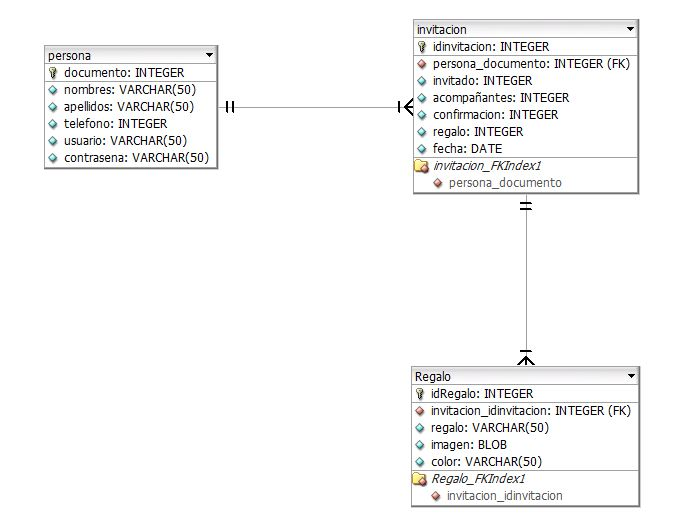 persona
documento: INTEGER
nombres: VARCHAR(50)
apellidos: VARCHAR(50)
telefono: INTEGER
usuario: VARCHAR(50)
contrasena: VARCHAR(50)
invitacion
idinvitacion: INTEGER
persona_documento: INTEGER (FK)
invitado: INTEGER
acompañantes: INTEGER
confirmacion: INTEGER
regalo: INTEGER
fecha: DATE
invitacion_FKIndex1
persona_documento
Regalo
idRegalo: INTEGER
invitacion_idinvitacion: INTEGER (FK)
regalo: VARCHAR(50)
imagen: BLOB
color: VARCHAR(50)
Regalo_FKIndex1
invitacion_idinvitacion